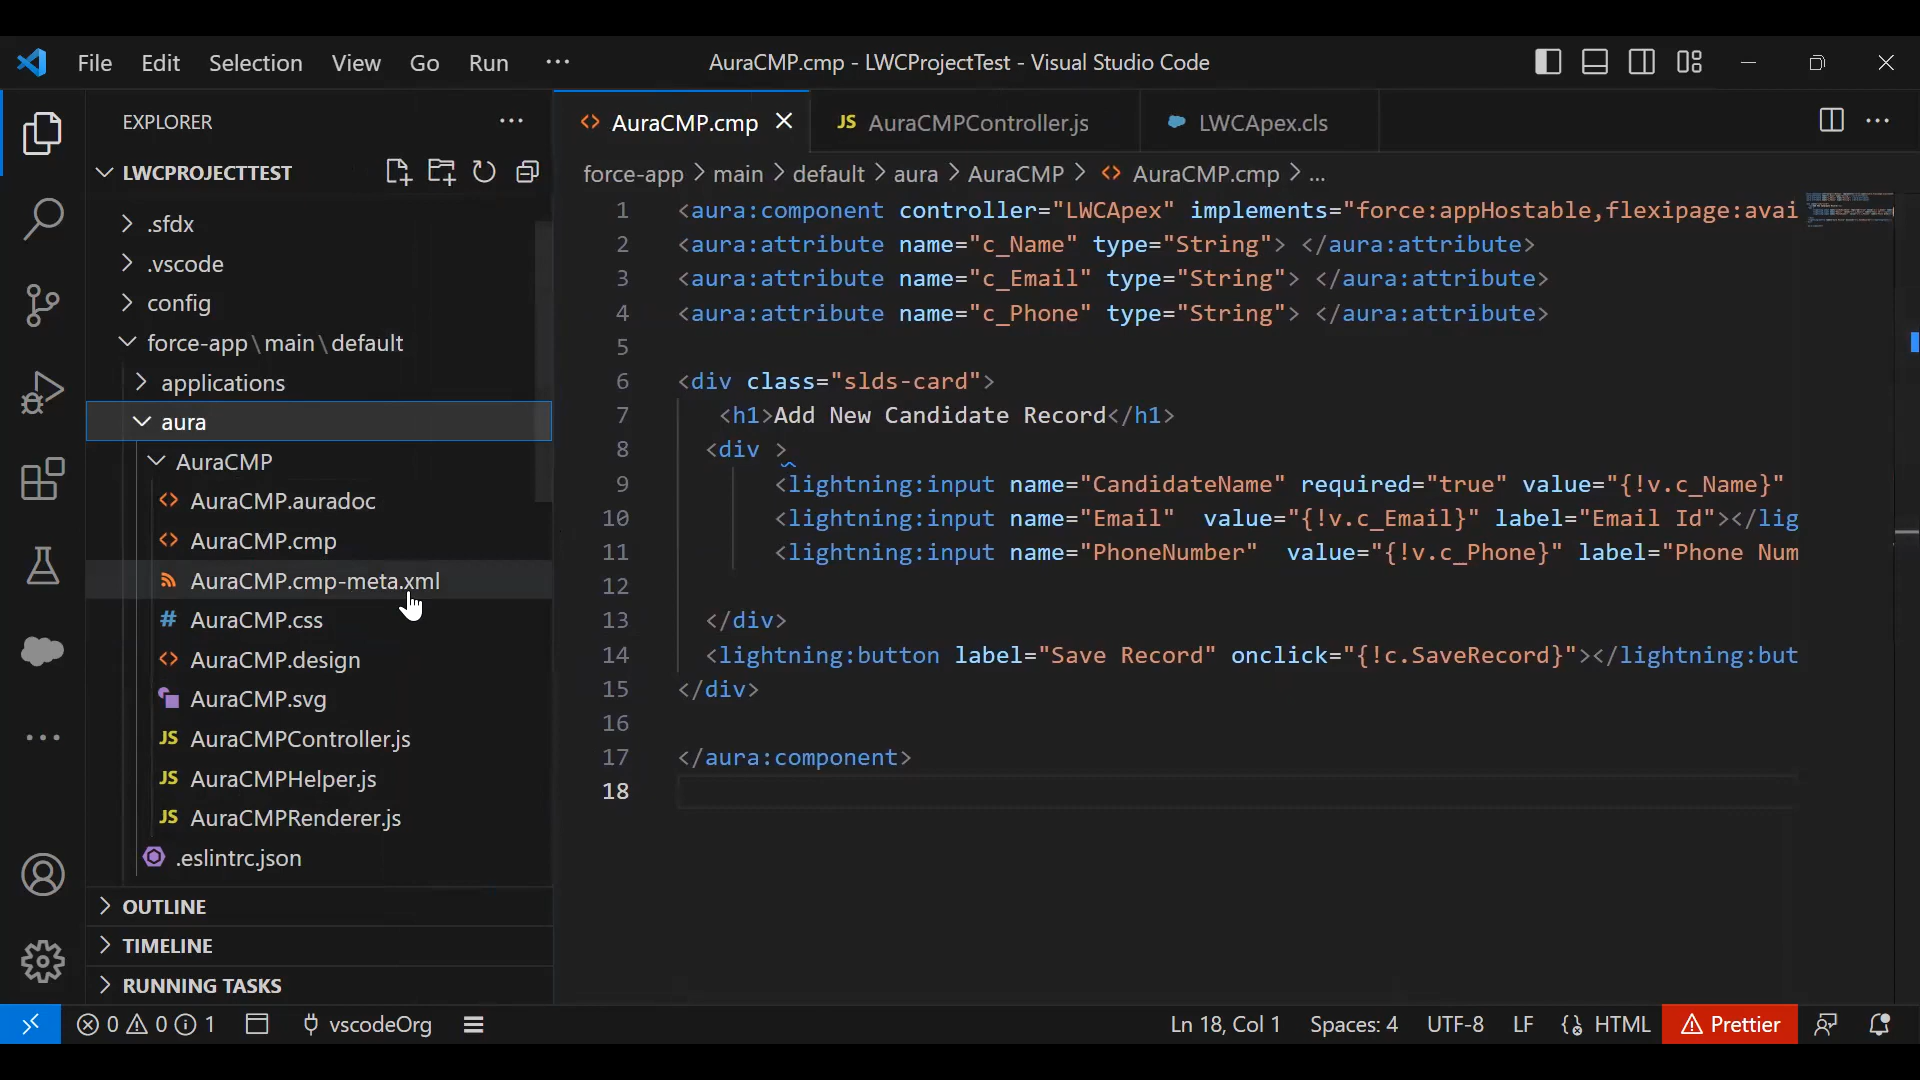 File Edit Selection View Go Run ··· AuraCMP.cmp - LWCProjectTest - Visual Studio Code
EXPLORER ···
LWCPROJECTTEST
.sfdx
.vscode
config
force-app\main\default
applications
aura
AuraCMP
AuraCMP.auradoc
AuraCMP.cmp
AuraCMP.cmp-meta.xml
# AuraCMP.css
AuraCMP.design
AuraCMP.svg
JS AuraCMPController.js
JS AuraCMPHelper.js
JS AuraCMPRenderer.js
.eslintrc.json
OUTLINE
TIMELINE
RUNNING TASKS
AuraCMP.cmp JS AuraCMPController.js LWCApex.cls
force-app > main > default > aura > AuraCMP > AuraCMP.cmp > ...
1 <aura:component controller="LWCApex" implements="force:appHostable,flexipage:avai
2 <aura:attribute name="c_Name" type="String"> </aura:attribute>
3 <aura:attribute name="c_Email" type="String"> </aura:attribute>
4 <aura:attribute name="c_Phone" type="String"> </aura:attribute>
5
6 <div class="slds-card">
7 <h1>Add New Candidate Record</h1>
8 <div >
9 <lightning:input name="CandidateName" required="true" value="{!v.c_Name}"
10 <lightning:input name="Email"  value="{!v.c_Email}" label="Email Id"></lig
11 <lightning:input name="PhoneNumber"  value="{!v.c_Phone}" label="Phone Num
12
13 </div>
14 <lightning:button label="Save Record" onclick="{!c.SaveRecord}"></lightning:but
15 </div>
16
17 </aura:component>
18
0 0 1 vscodeOrg Ln 18, Col 1 Spaces: 4 UTF-8 LF HTML Prettier